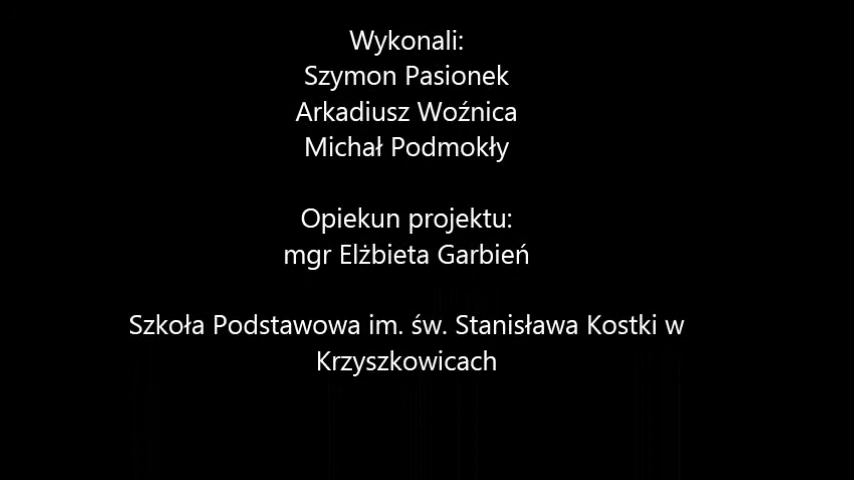 Wykonali:
Szymon Pasionek
Arkadiusz Woźnica
Michał Podmokły
Opiekun projektu:
mgr Elżbieta Garbień
Szkoła Podstawowa im. św. Stanisława Kostki w
Krzyszkowicach